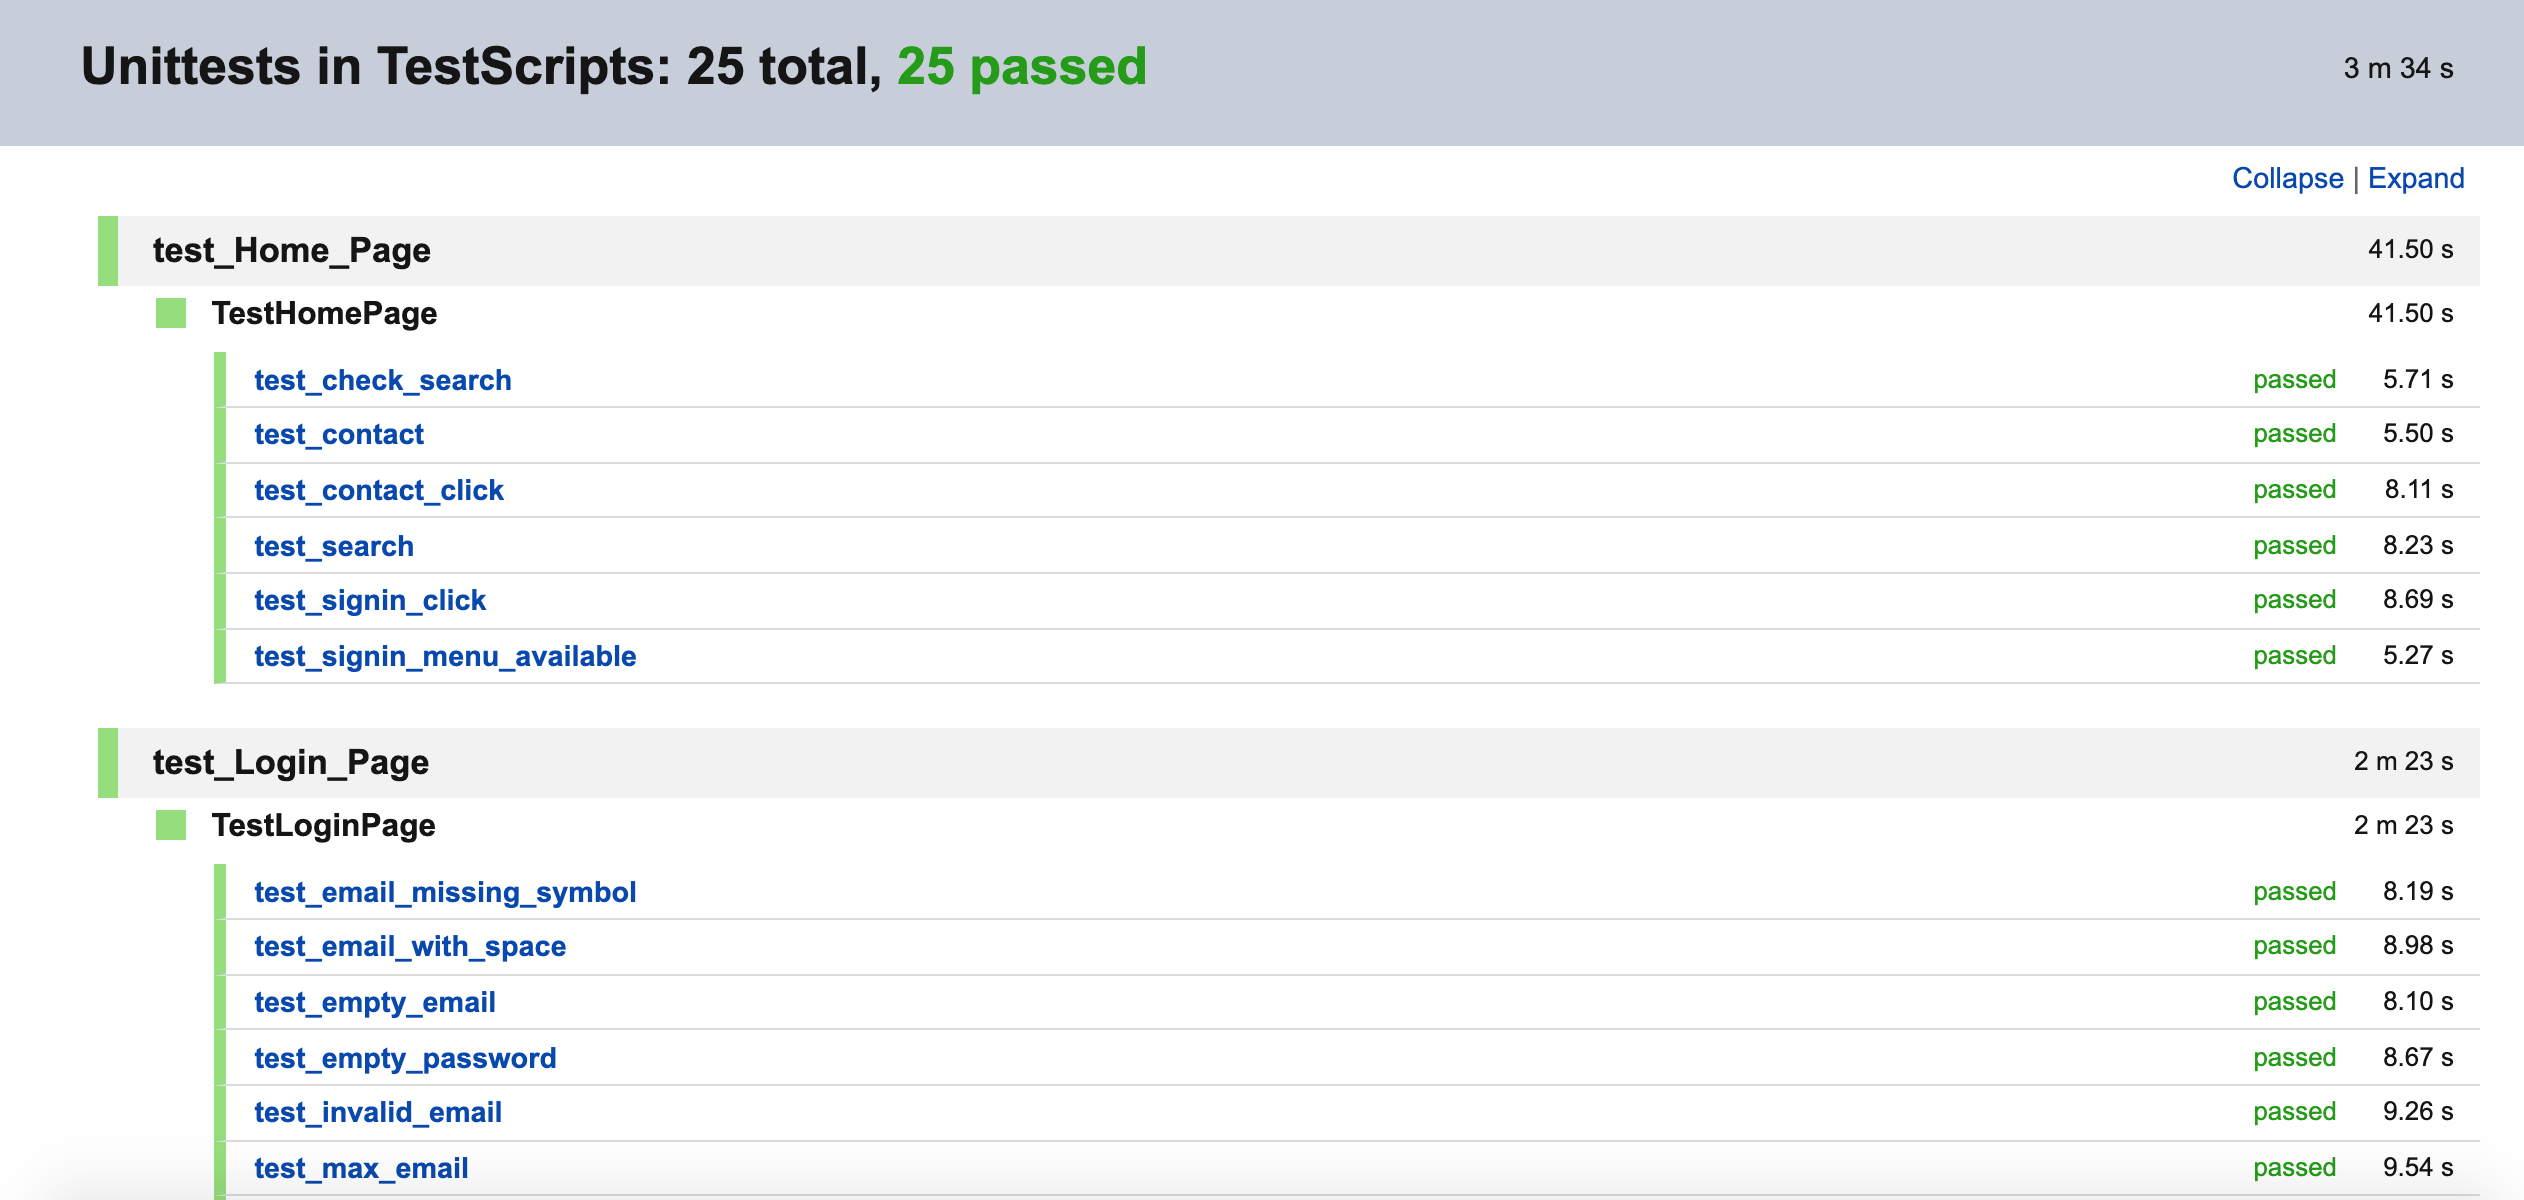 Unittests in TestScripts: 25 total, 25 passed 3 m 34 s
Collapse | Expand
test_Home_Page 41.50 s
TestHomePage 41.50 s
test_check_search passed 5.71 s
test_contact passed 5.50 s
test_contact_click passed 8.11 s
test_search passed 8.23 s
test_signin_click passed 8.69 s
test_signin_menu_available passed 5.27 s
test_Login_Page 2 m 23 s
TestLoginPage 2 m 23 s
test_email_missing_symbol passed 8.19 s
test_email_with_space passed 8.98 s
test_empty_email passed 8.10 s
test_empty_password passed 8.67 s
test_invalid_email passed 9.26 s
test_max_email passed 9.54 s